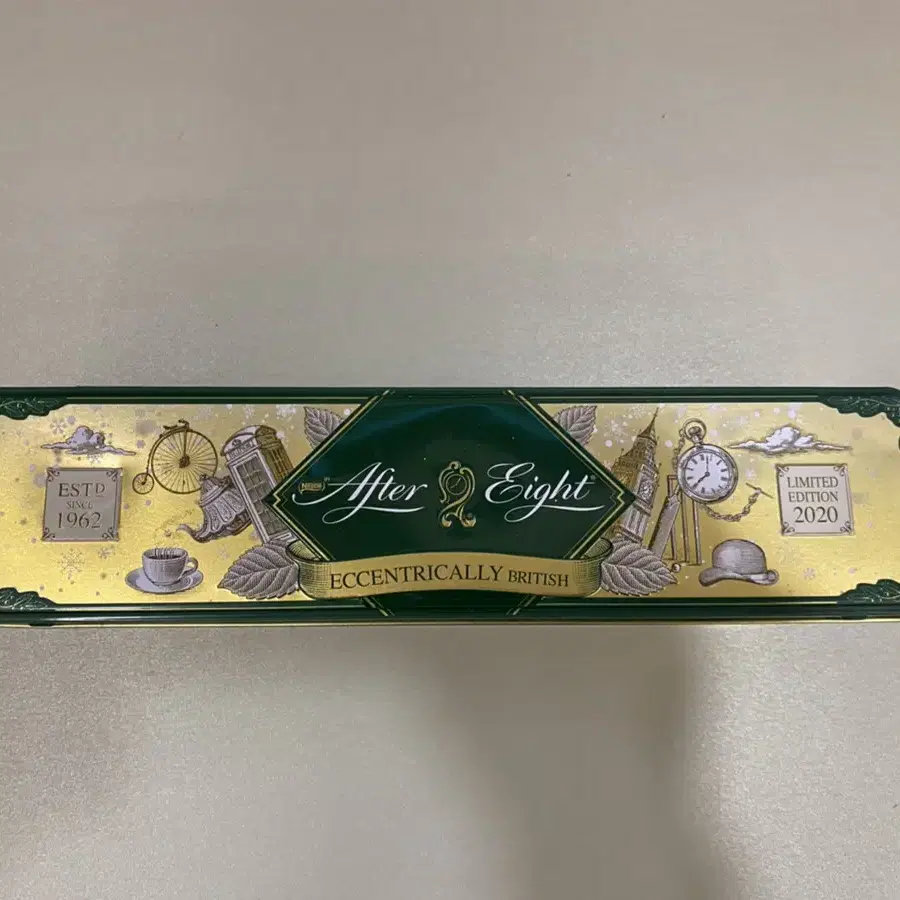 ESTD
SINCE
1962
Nestlé
After Eight
ECCENTRICALLY BRITISH
LIMITED
EDITION
2020